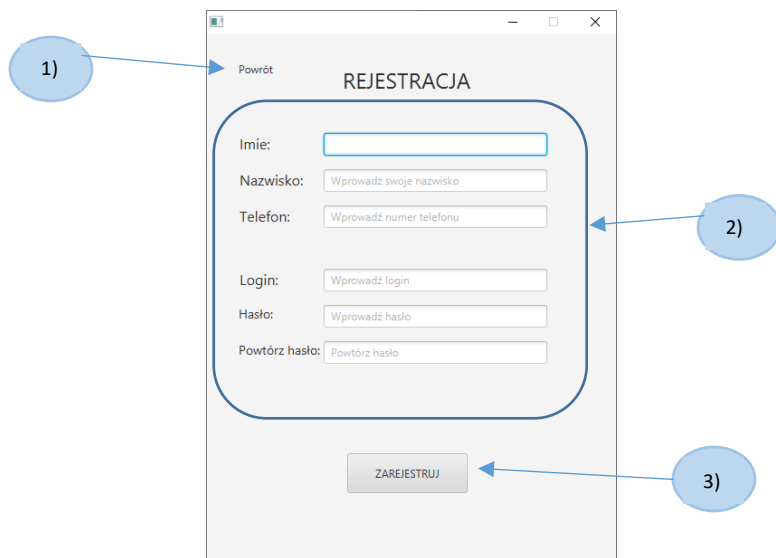 1)
Powrót
REJESTRACJA
Imie:
Nazwisko: Wprowadź swoje nazwisko
Telefon: Wprowadź numer telefonu
2)
Login: Wprowadź login
Hasło: Wprowadź hasło
Powtórz hasło: Powtórz hasło
ZAREJESTRUJ
3)